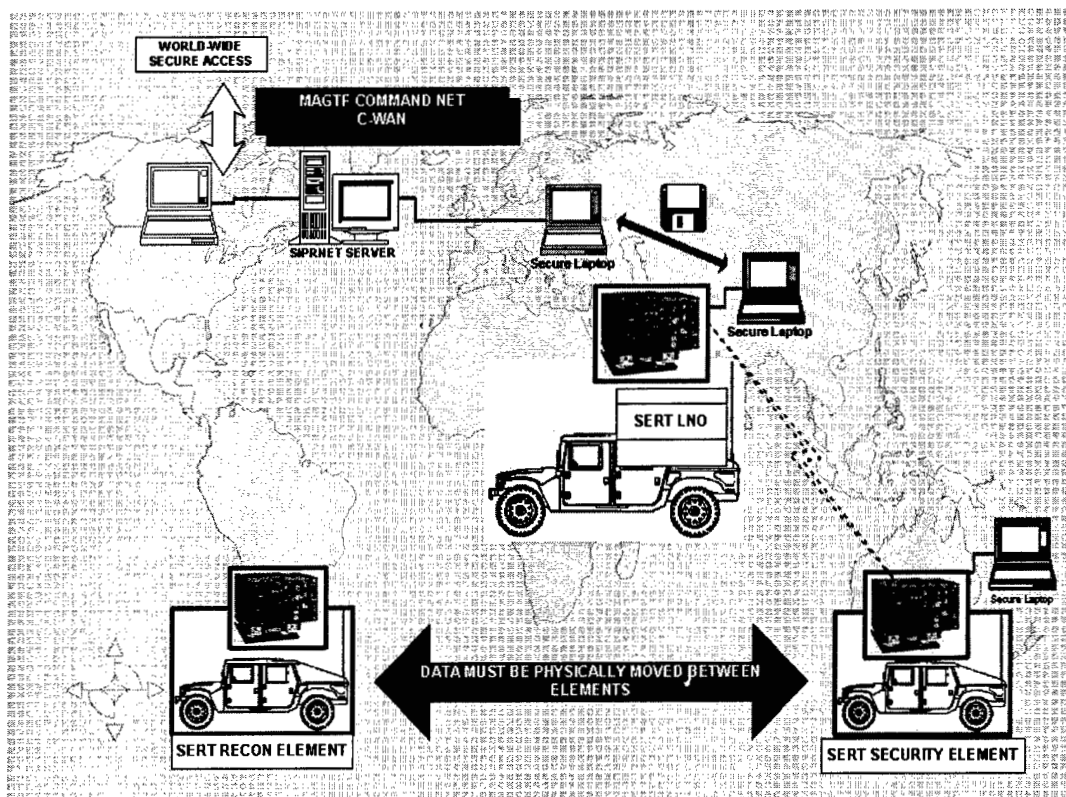 WORLD-WIDE
SECURE ACCESS
MAGTF COMMAND NET
C-WAN
SIPRNET SERVER
Secure Laptop
Secure Laptop
SERT LNO
Secure Laptop
DATA MUST BE PHYSICALLY MOVED BETWEEN
ELEMENTS
SERT RECON ELEMENT
SERT SECURITY ELEMENT